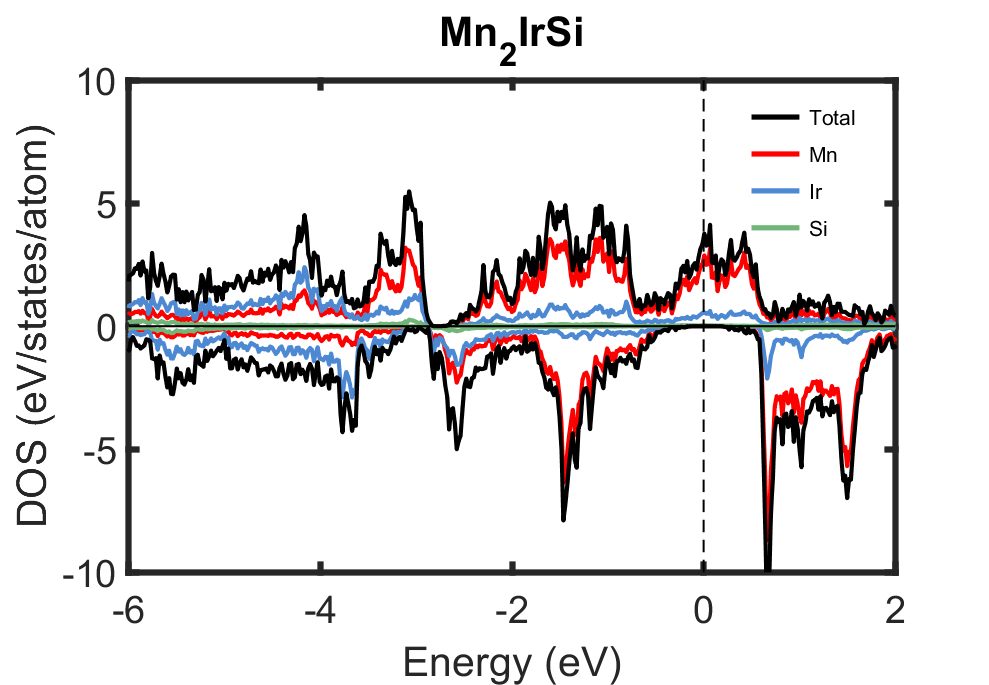 Mn₂IrSi
DOS (eV/states/atom)
10
5
0
-5
-10
Total
Mn
Ir
Si
-6
-4
-2
0
2
Energy (eV)